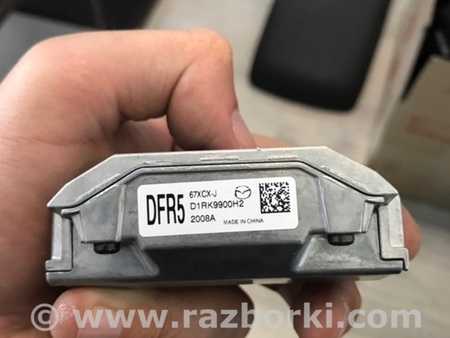 DFR5
67XCX-J
D1RK9900H2
2008A MADE IN CHINA
© www.razborki.com